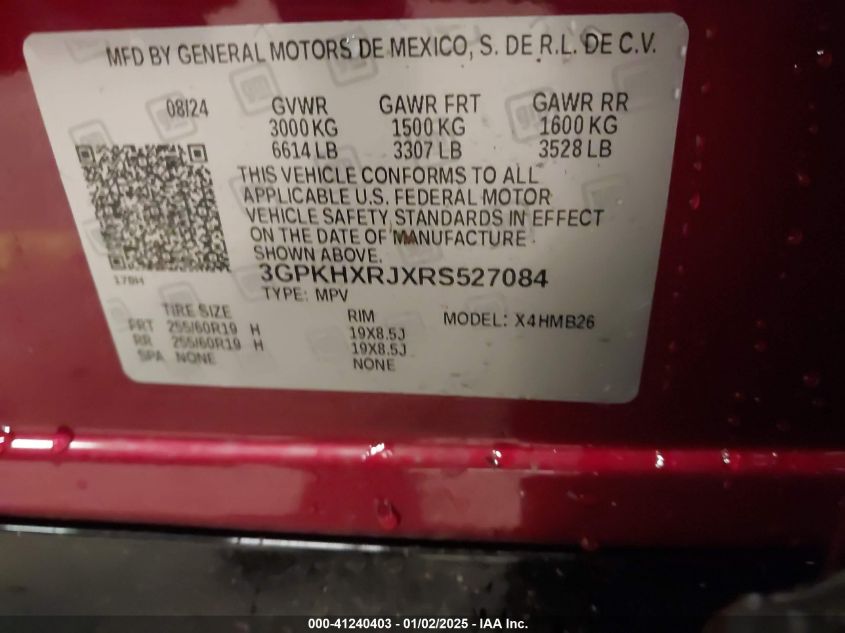 MFD BY GENERAL MOTORS DE MEXICO, S. DE R.L. DE C.V.
08/24 GVWR GAWR FRT GAWR RR
3000 KG 1500 KG 1600 KG
6614 LB 3307 LB 3528 LB
THIS VEHICLE CONFORMS TO ALL
APPLICABLE U.S. FEDERAL MOTOR
VEHICLE SAFETY STANDARDS IN EFFECT
ON THE DATE OF MANUFACTURE
SHOWN ABOVE.
3GPKHXRJXRS527084
TYPE: MPV
TIRE SIZE RIM MODEL: X4HMB26
FRT 255/60R19 H 19X8.5J
RR 255/60R19 H 19X8.5J
SPA NONE NONE
000-41240403 - 01/02/2025 - IAA Inc.